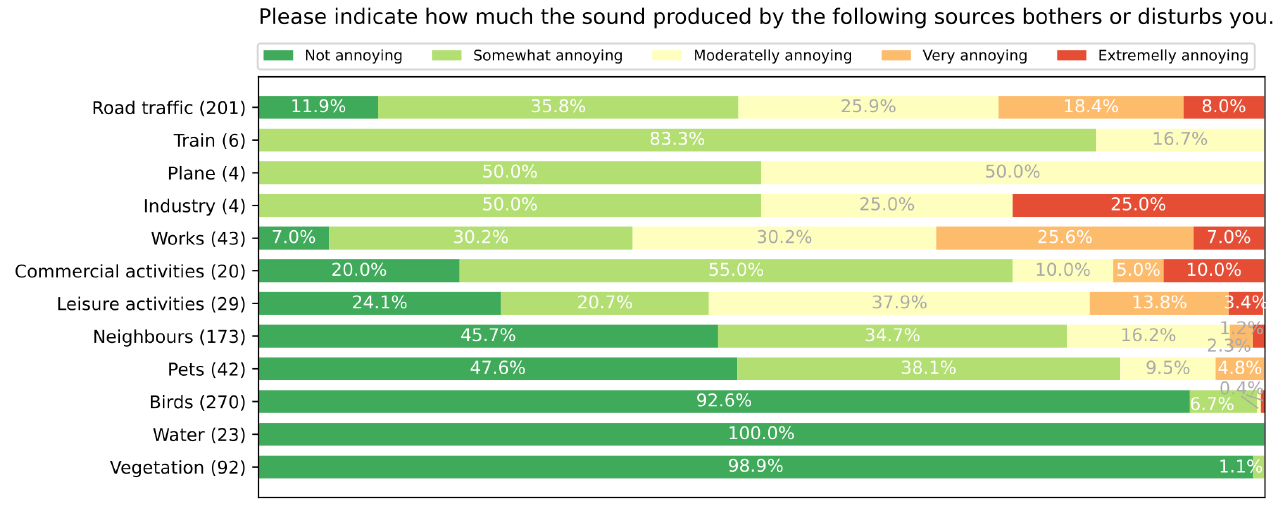 Please indicate how much the sound produced by the following sources bothers or disturbs you.
Not annoying Somewhat annoying Moderatelly annoying Very annoying Extremelly annoying
Road traffic (201) 11.9% 35.8% 25.9% 18.4% 8.0%
Train (6) 83.3% 16.7%
Plane (4) 50.0% 50.0%
Industry (4) 50.0% 25.0% 25.0%
Works (43) 7.0% 30.2% 30.2% 25.6% 7.0%
Commercial activities (20) 20.0% 55.0% 10.0% 5.0% 10.0%
Leisure activities (29) 24.1% 20.7% 37.9% 13.8% 3.4%
Neighbours (173) 45.7% 34.7% 16.2% 1.2%
2.3%
Pets (42) 47.6% 38.1% 9.5% 4.8%
0.4%
Birds (270) 92.6% 6.7%
Water (23) 100.0%
Vegetation (92) 98.9% 1.1%